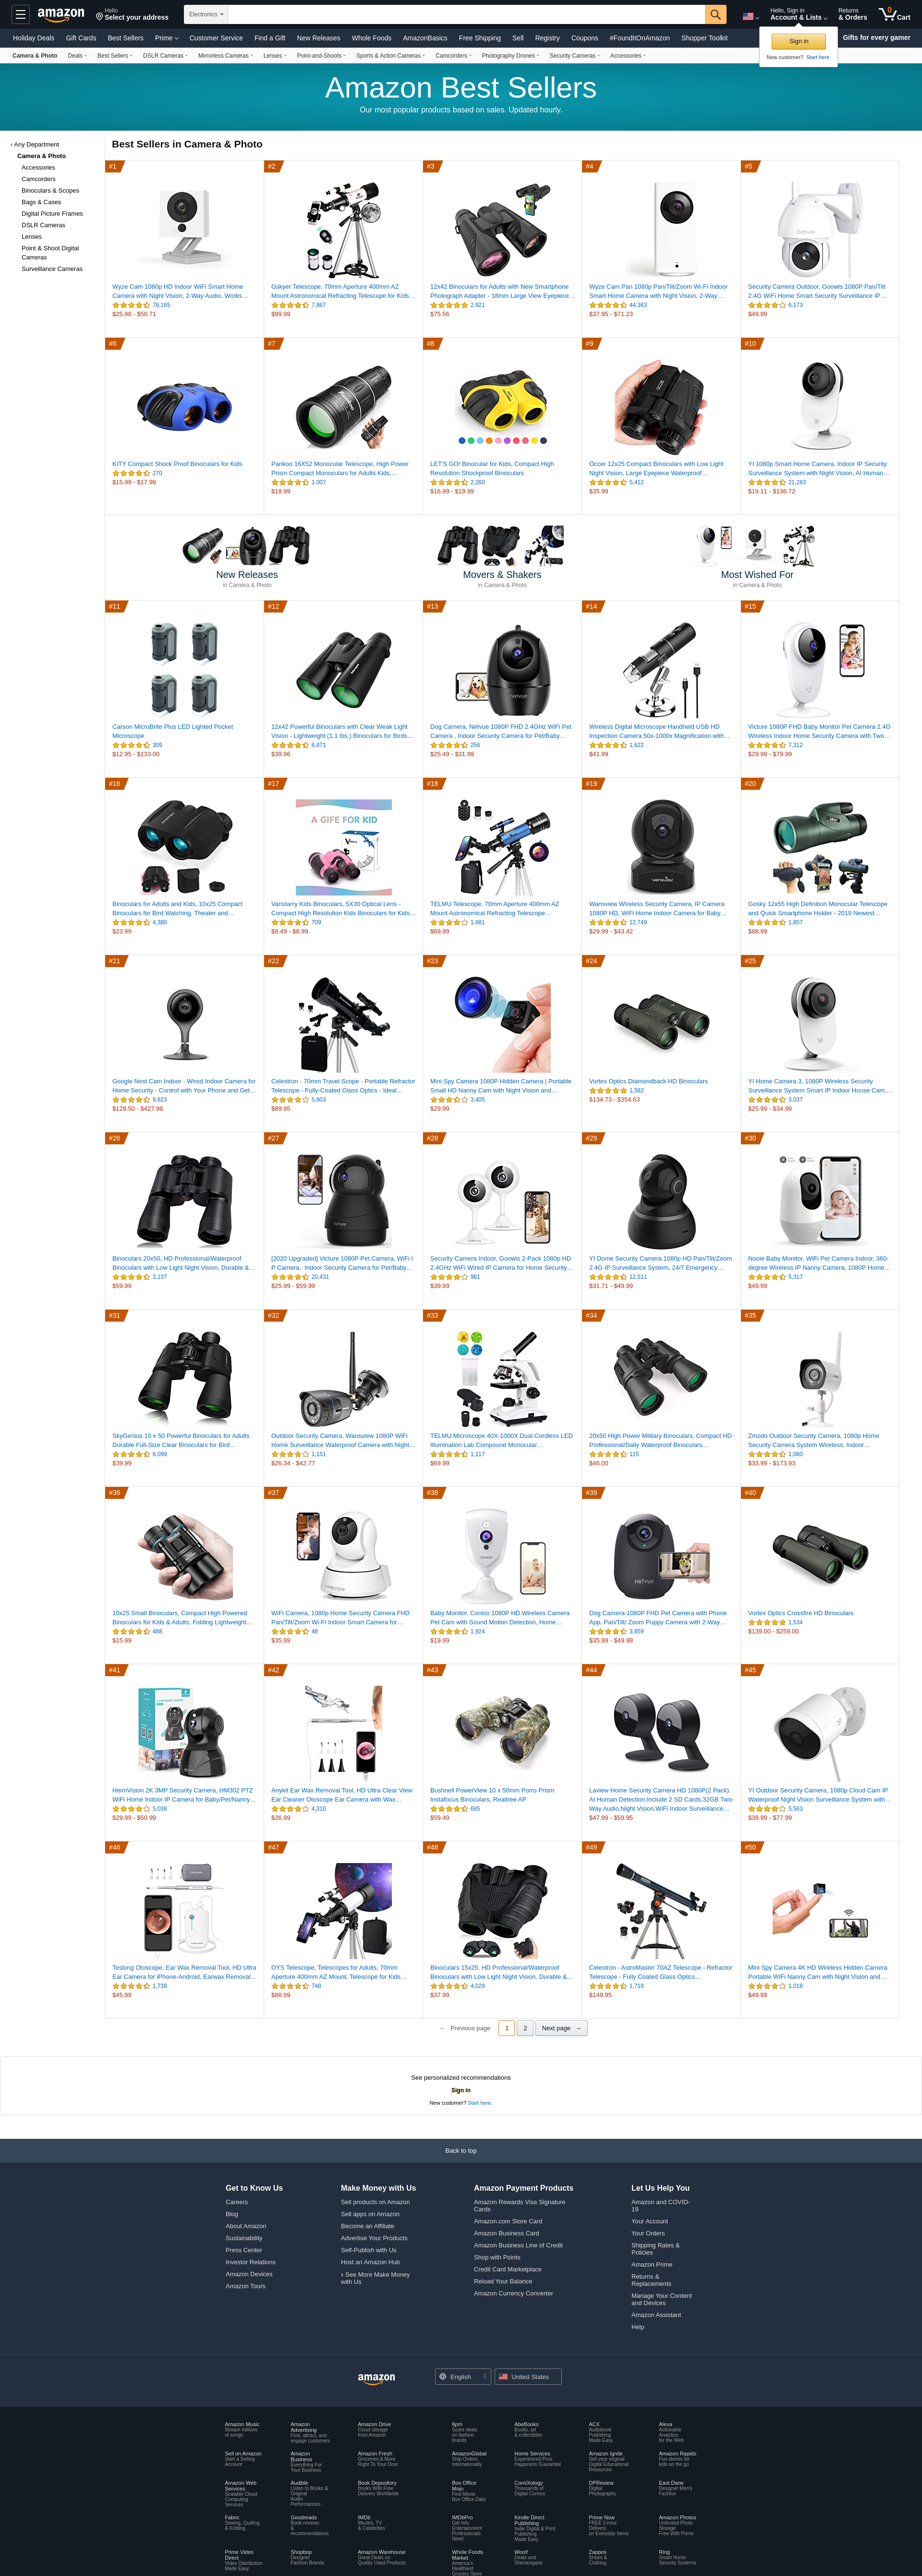 amazon
Hello
Select your address
Electronics
Hello, Sign in
Account & Lists
Returns
& Orders
0
Cart
Holiday Deals
Gift Cards
Best Sellers
Prime
Customer Service
Find a Gift
New Releases
Whole Foods
AmazonBasics
Free Shipping
Sell
Registry
Coupons
#FoundItOnAmazon
Shopper Toolkit
Gifts for every gamer
Sign in
New customer? Start here.
Camera & Photo
Deals
Best Sellers
DSLR Cameras
Mirrorless Cameras
Lenses
Point-and-Shoots
Sports & Action Cameras
Camcorders
Photography Drones
Security Cameras
Accessories
Amazon Best Sellers
Our most popular products based on sales. Updated hourly.
‹ Any Department
Camera & Photo
Accessories
Camcorders
Binoculars & Scopes
Bags & Cases
Digital Picture Frames
DSLR Cameras
Lenses
Point & Shoot Digital
Cameras
Surveillance Cameras
Best Sellers in Camera & Photo
#1
Wyze Cam 1080p HD Indoor WiFi Smart Home
Camera with Night Vision, 2-Way Audio, Works…
78,165
$25.98 - $50.71
#2
Gskyer Telescope, 70mm Aperture 400mm AZ
Mount Astronomical Refracting Telescope for Kids…
7,867
$99.99
#3
12x42 Binoculars for Adults with New Smartphone
Photograph Adapter - 18mm Large View Eyepiece…
2,921
$75.56
#4
Wyze Cam Pan 1080p Pan/Tilt/Zoom Wi-Fi Indoor
Smart Home Camera with Night Vision, 2-Way…
44,363
$37.95 - $71.23
#5
Security Camera Outdoor, Goowls 1080P Pan/Tilt
2.4G WiFi Home Smart Security Surveillance IP…
6,173
$49.99
#6
KITY Compact Shock Proof Binoculars for Kids
270
$15.99 - $17.99
#7
Pankoo 16X52 Monocular Telescope, High Power
Prism Compact Monoculars for Adults Kids,…
1,007
$19.99
#8
LET'S GO! Binocular for Kids, Compact High
Resolution Shockproof Binoculars
2,260
$16.99 - $19.99
#9
Occer 12x25 Compact Binoculars with Low Light
Night Vision, Large Eyepiece Waterproof…
5,412
$35.99
#10
YI 1080p Smart Home Camera, Indoor IP Security
Surveillance System with Night Vision, AI Human…
21,283
$19.11 - $136.72
New Releases
in Camera & Photo
Movers & Shakers
in Camera & Photo
Most Wished For
in Camera & Photo
#11
Carson MicroBrite Plus LED Lighted Pocket
Microscope
309
$12.95 - $133.00
#12
12x42 Powerful Binoculars with Clear Weak Light
Vision - Lightweight (1.1 lbs.) Binoculars for Birds…
6,871
$39.96
#13
Dog Camera, Netvue 1080P FHD 2.4GHz WiFi Pet
Camera , Indoor Security Camera for Pet/Baby…
256
$25.49 - $31.99
#14
Wireless Digital Microscope Handheld USB HD
Inspection Camera 50x-1000x Magnification with…
1,622
$41.99
#15
Victure 1080P FHD Baby Monitor Pet Camera 2.4G
Wireless Indoor Home Security Camera with Two…
7,312
$29.99 - $79.99
#16
Binoculars for Adults and Kids, 10x25 Compact
Binoculars for Bird Watching, Theater and…
4,380
$23.99
#17
A GIFE FOR KID
Vanstarry Kids Binoculars, 5X30 Optical Lens -
Compact High Resolution Kids Binoculars for Kids…
709
$8.49 - $8.99
#18
TELMU Telescope, 70mm Aperture 400mm AZ
Mount Astronomical Refracting Telescope…
1,881
$69.99
#19
Wansview Wireless Security Camera, IP Camera
1080P HD, WiFi Home Indoor Camera for Baby…
12,749
$29.99 - $43.42
#20
Gosky 12x55 High Definition Monocular Telescope
and Quick Smartphone Holder - 2019 Newest…
1,857
$88.99
#21
Google Nest Cam Indoor - Wired Indoor Camera for
Home Security - Control with Your Phone and Get…
9,823
$128.50 - $427.98
#22
Celestron - 70mm Travel Scope - Portable Refractor
Telescope - Fully-Coated Glass Optics - Ideal…
5,803
$89.95
#23
Mini Spy Camera 1080P Hidden Camera | Portable
Small HD Nanny Cam with Night Vision and…
3,405
$29.99
#24
Vortex Optics Diamondback HD Binoculars
1,582
$134.73 - $354.63
#25
YI Home Camera 3, 1080P Wireless Security
Surveillance System Smart IP Indoor House Cam,…
3,037
$25.99 - $34.99
#26
Binoculars 20x50, HD Professional/Waterproof
Binoculars with Low Light Night Vision, Durable &…
3,137
$59.99
#27
[2020 Upgraded] Victure 1080P Pet Camera, WiFi I
P Camera, Indoor Security Camera for Pet/Baby…
20,431
$25.99 - $59.99
#28
Security Camera Indoor, Goowls 2-Pack 1080p HD
2.4GHz WiFi Wired IP Camera for Home Security…
981
$39.99
#29
YI Dome Security Camera 1080p HD Pan/Tilt/Zoom
2.4G IP Surveillance System, 24/7 Emergency…
12,511
$31.71 - $49.99
#30
Nooie Baby Monitor, WiFi Pet Camera Indoor, 360-
degree Wireless IP Nanny Camera, 1080P Home…
5,317
$49.99
#31
SkyGenius 10 x 50 Powerful Binoculars for Adults
Durable Full-Size Clear Binoculars for Bird…
6,099
$39.99
#32
Outdoor Security Camera, Wansview 1080P WiFi
Home Surveillance Waterproof Camera with Night…
1,151
$26.34 - $42.77
#33
TELMU Microscope 40X-1000X Dual Cordless LED
Illumination Lab Compound Monocular…
1,117
$69.99
#34
20x50 High Power Military Binoculars, Compact HD
Professional/Daily Waterproof Binoculars…
115
$46.00
#35
Zmodo Outdoor Security Camera, 1080p Home
Security Camera System Wireless, Indoor…
1,080
$33.99 - $173.93
#36
10x25 Small Binoculars, Compact High Powered
Binoculars for Kids & Adults, Folding Lightweight…
488
$15.99
#37
WiFi Camera, 1080p Home Security Camera FHD
Pan/Tilt/Zoom Wi-Fi Indoor Smart Camera for…
48
$35.99
#38
Baby Monitor, Conico 1080P HD Wireless Camera
Pet Cam with Sound Motion Detection, Home…
1,924
$19.99
#39
netvue
Dog Camera-1080P FHD Pet Camera with Phone
App, Pan/Tilt/ Zoom Puppy Camera with 2-Way…
3,859
$35.99 - $49.99
#40
Vortex Optics Crossfire HD Binoculars
1,534
$139.00 - $259.00
#41
HeimVision 2K 3MP Security Camera, HM302 PTZ
WiFi Home Indoor IP Camera for Baby/Pet/Nanny…
5,038
$29.99 - $50.99
#42
Anykit Ear Wax Removal Tool, HD Ultra Clear View
Ear Cleaner Otoscope Ear Camera with Wax…
4,310
$26.99
#43
Bushnell PowerView 10 x 50mm Porro Prism
Instafocus Binoculars, Realtree AP
685
$59.49
#44
Laview Home Security Camera HD 1080P(2 Pack)
AI Human Detection,Include 2 SD Cards,32GB Two-
Way Audio,Night Vision,WiFi Indoor Surveillance…
$47.99 - $59.95
#45
YI Outdoor Security Camera, 1080p Cloud Cam IP
Waterproof Night Vision Surveillance System with…
5,563
$39.99 - $77.99
#46
Teslong Otoscope, Ear Wax Removal Tool, HD Ultra
Ear Camera for iPhone-Android, Earwax Removal…
1,738
$45.99
#47
OYS Telescope, Telescopes for Adults, 70mm
Aperture 400mm AZ Mount, Telescope for Kids…
748
$88.99
#48
Binoculars 15x25, HD Professional/Waterproof
Binoculars with Low Light Night Vision, Durable &…
4,029
$37.99
#49
Celestron - AstroMaster 70AZ Telescope - Refractor
Telescope - Fully Coated Glass Optics…
1,718
$149.95
#50
Mini Spy Camera 4K HD Wireless Hidden Camera
Portable WiFi Nanny Cam with Night Vision and…
1,018
$49.99
← Previous page
1
2
Next page →
See personalized recommendations
Sign in
New customer? Start here.
Back to top
Get to Know Us
Careers
Blog
About Amazon
Sustainability
Press Center
Investor Relations
Amazon Devices
Amazon Tours
Make Money with Us
Sell products on Amazon
Sell apps on Amazon
Become an Affiliate
Advertise Your Products
Self-Publish with Us
Host an Amazon Hub
› See More Make Money
with Us
Amazon Payment Products
Amazon Rewards Visa Signature
Cards
Amazon.com Store Card
Amazon Business Card
Amazon Business Line of Credit
Shop with Points
Credit Card Marketplace
Reload Your Balance
Amazon Currency Converter
Let Us Help You
Amazon and COVID-
19
Your Account
Your Orders
Shipping Rates &
Policies
Amazon Prime
Returns &
Replacements
Manage Your Content
and Devices
Amazon Assistant
Help
amazon
English
United States
Amazon Music
Stream millions
of songs
Amazon
Advertising
Find, attract, and
engage customers
Amazon Drive
Cloud storage
from Amazon
6pm
Score deals
on fashion
brands
AbeBooks
Books, art
& collectibles
ACX
Audiobook
Publishing
Made Easy
Alexa
Actionable
Analytics
for the Web
Sell on Amazon
Start a Selling
Account
Amazon
Business
Everything For
Your Business
Amazon Fresh
Groceries & More
Right To Your Door
AmazonGlobal
Ship Orders
Internationally
Home Services
Experienced Pros
Happiness Guarantee
Amazon Ignite
Sell your original
Digital Educational
Resources
Amazon Rapids
Fun stories for
kids on the go
Amazon Web
Services
Scalable Cloud
Computing
Services
Audible
Listen to Books &
Original
Audio
Performances
Book Depository
Books With Free
Delivery Worldwide
Box Office
Mojo
Find Movie
Box Office Data
ComiXology
Thousands of
Digital Comics
DPReview
Digital
Photography
East Dane
Designer Men's
Fashion
Fabric
Sewing, Quilting
& Knitting
Goodreads
Book reviews
&
recommendations
IMDb
Movies, TV
& Celebrities
IMDbPro
Get Info
Entertainment
Professionals
Need
Kindle Direct
Publishing
Indie Digital & Print
Publishing
Made Easy
Prime Now
FREE 2-hour
Delivery
on Everyday Items
Amazon Photos
Unlimited Photo
Storage
Free With Prime
Prime Video
Direct
Video Distribution
Made Easy
Shopbop
Designer
Fashion Brands
Amazon Warehouse
Great Deals on
Quality Used Products
Whole Foods
Market
America's
Healthiest
Grocery Store
Woot!
Deals and
Shenanigans
Zappos
Shoes &
Clothing
Ring
Smart Home
Security Systems